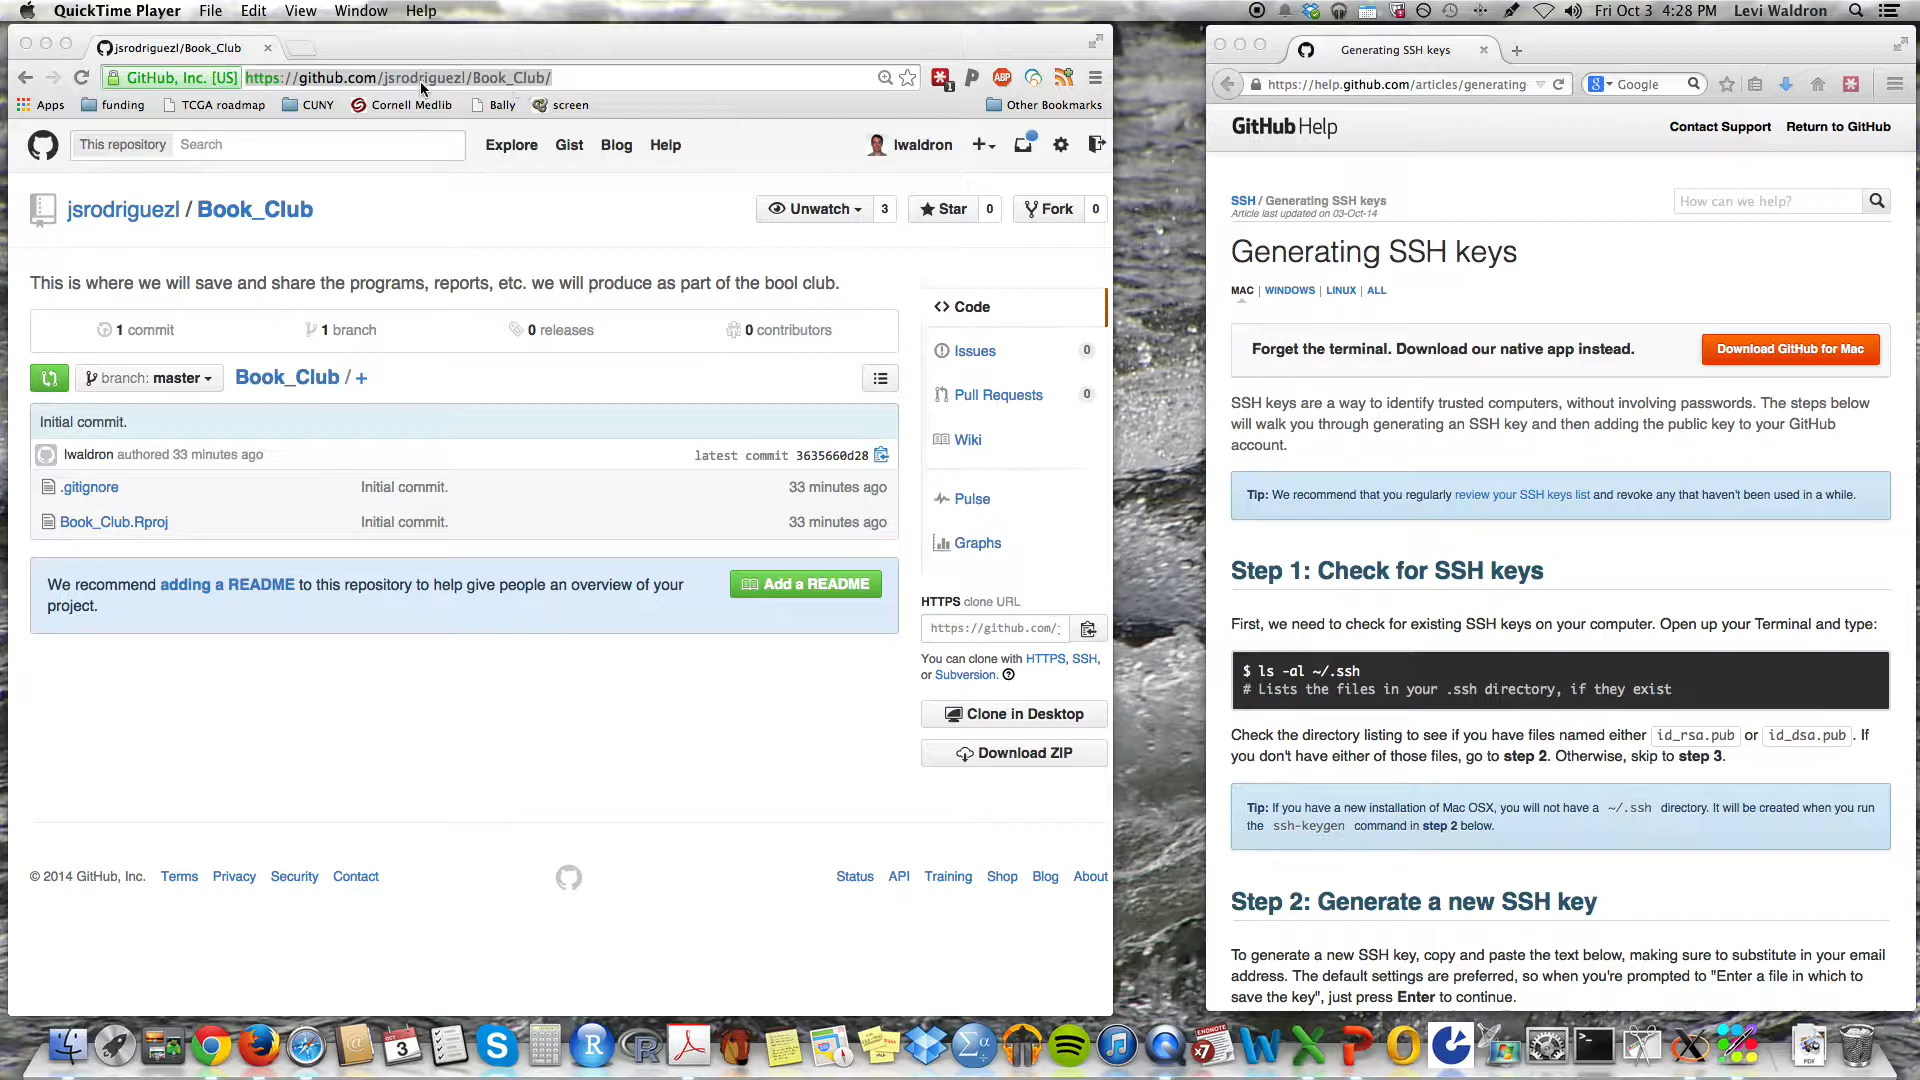 QuickTime Player File Edit View Window Help
Fri Oct 3 4:28 PM Levi Waldron
jsrodriguezl/Book_Club
GitHub, Inc. [US] https://github.com/jsrodriguezl/Book_Club/
ABP
1
Apps funding TCGA roadmap CUNY Cornell Medlib Bally screen Other Bookmarks
This repository Search Explore Gist Blog Help lwaldron
jsrodriguezl / Book_Club
Unwatch 3 Star 0 Fork 0
This is where we will save and share the programs, reports, etc. we will produce as part of the bool club.
1 commit 1 branch 0 releases 0 contributors
branch: master Book_Club / +
Initial commit.
lwaldron authored 33 minutes ago latest commit 3635660d28
.gitignore Initial commit. 33 minutes ago
Book_Club.Rproj Initial commit. 33 minutes ago
We recommend adding a README to this repository to help give people an overview of your
project.
Add a README
Code
Issues 0
Pull Requests 0
Wiki
Pulse
Graphs
HTTPS clone URL
https://github.com/
You can clone with HTTPS, SSH,
or Subversion.
Clone in Desktop
Download ZIP
© 2014 GitHub, Inc. Terms Privacy Security Contact Status API Training Shop Blog About
Generating SSH keys
https://help.github.com/articles/generating- Google
GitHub Help Contact Support Return to GitHub
SSH / Generating SSH keys
Article last updated on 03-Oct-14
How can we help?
Generating SSH keys
MAC | WINDOWS | LINUX | ALL
Forget the terminal. Download our native app instead. Download GitHub for Mac
SSH keys are a way to identify trusted computers, without involving passwords. The steps below
will walk you through generating an SSH key and then adding the public key to your GitHub
account.
Tip: We recommend that you regularly review your SSH keys list and revoke any that haven't been used in a while.
Step 1: Check for SSH keys
First, we need to check for existing SSH keys on your computer. Open up your Terminal and type:
$ ls -al ~/.ssh
# Lists the files in your .ssh directory, if they exist
Check the directory listing to see if you have files named either id_rsa.pub or id_dsa.pub. If
you don't have either of those files, go to step 2. Otherwise, skip to step 3.
Tip: If you have a new installation of Mac OSX, you will not have a ~/.ssh directory. It will be created when you run
the ssh-keygen command in step 2 below.
Step 2: Generate a new SSH key
To generate a new SSH key, copy and paste the text below, making sure to substitute in your email
address. The default settings are preferred, so when you're prompted to "Enter a file in which to
save the key", just press Enter to continue.
OCT
3
ENDNOTE
X7
PDF